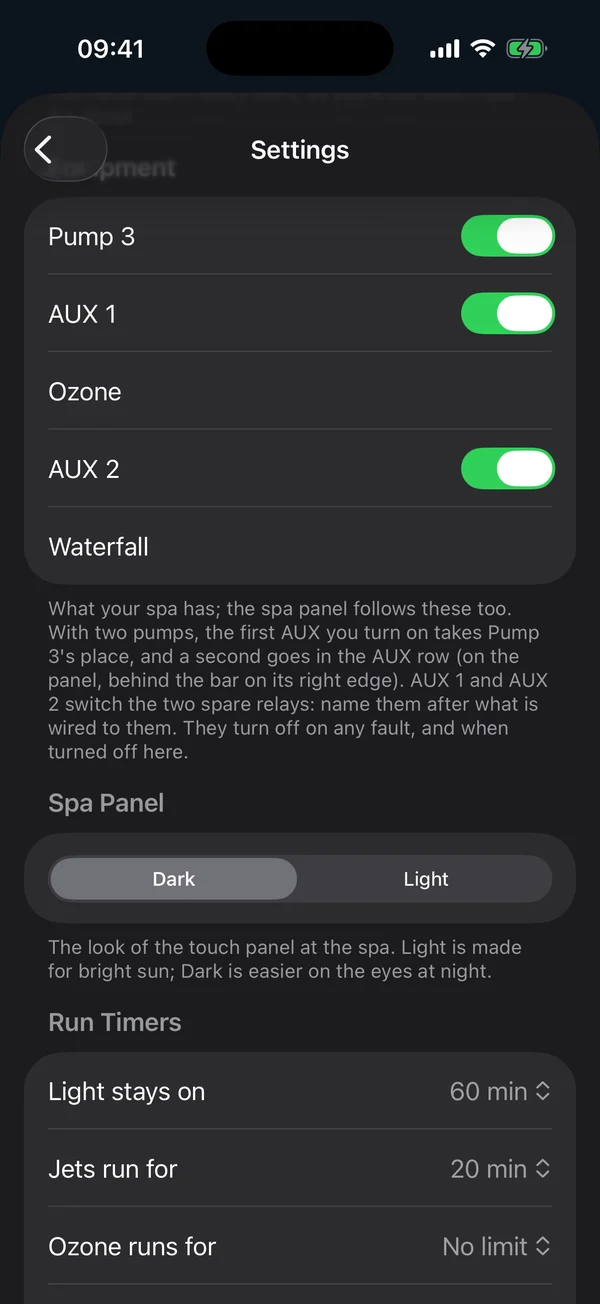 09:41
Settings
Pump 3
AUX 1
Ozone
AUX 2
Waterfall
What your spa has; the spa panel follows these too.
With two pumps, the first AUX you turn on takes Pump
3's place, and a second goes in the AUX row (on the
panel, behind the bar on its right edge). AUX 1 and AUX
2 switch the two spare relays: name them after what is
wired to them. They turn off on any fault, and when
turned off here.
Spa Panel
Dark
Light
The look of the touch panel at the spa. Light is made
for bright sun; Dark is easier on the eyes at night.
Run Timers
Light stays on
60 min
Jets run for
20 min
Ozone runs for
No limit